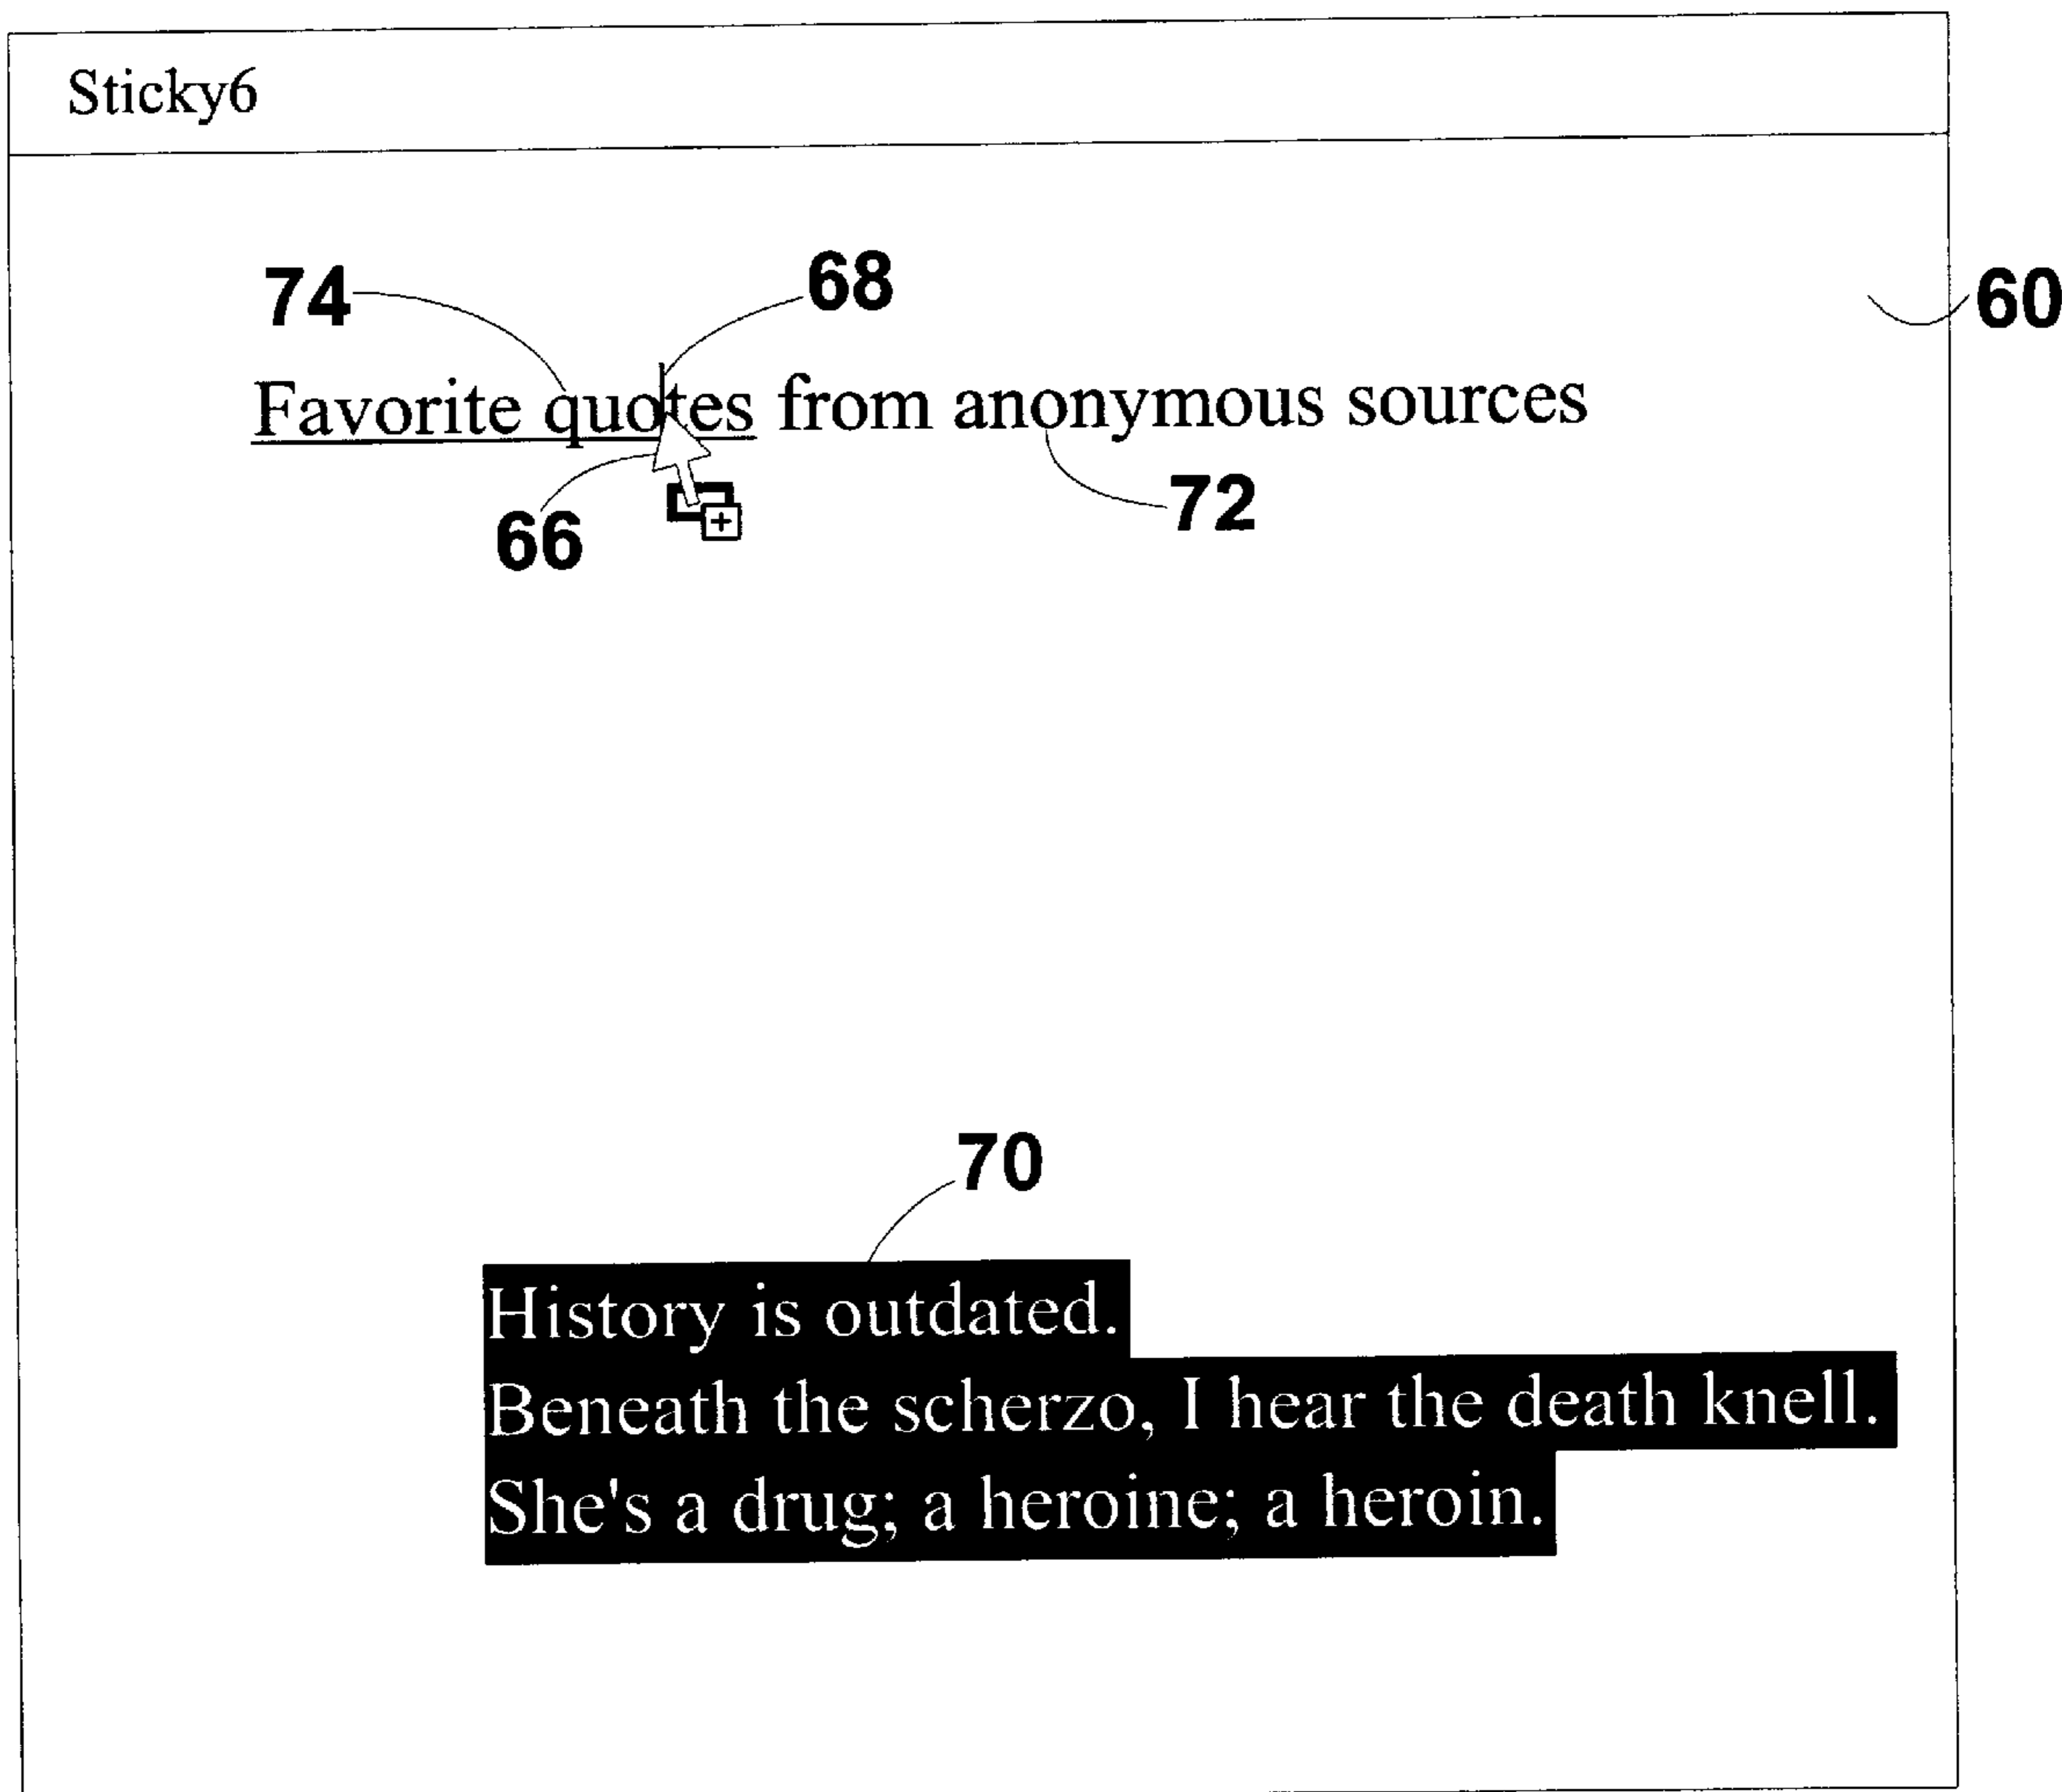 Sticky6
74 68 60
Favorite quotes from anonymous sources
66 72
70
History is outdated.
Beneath the scherzo, I hear the death knell.
She's a drug; a heroine; a heroin.